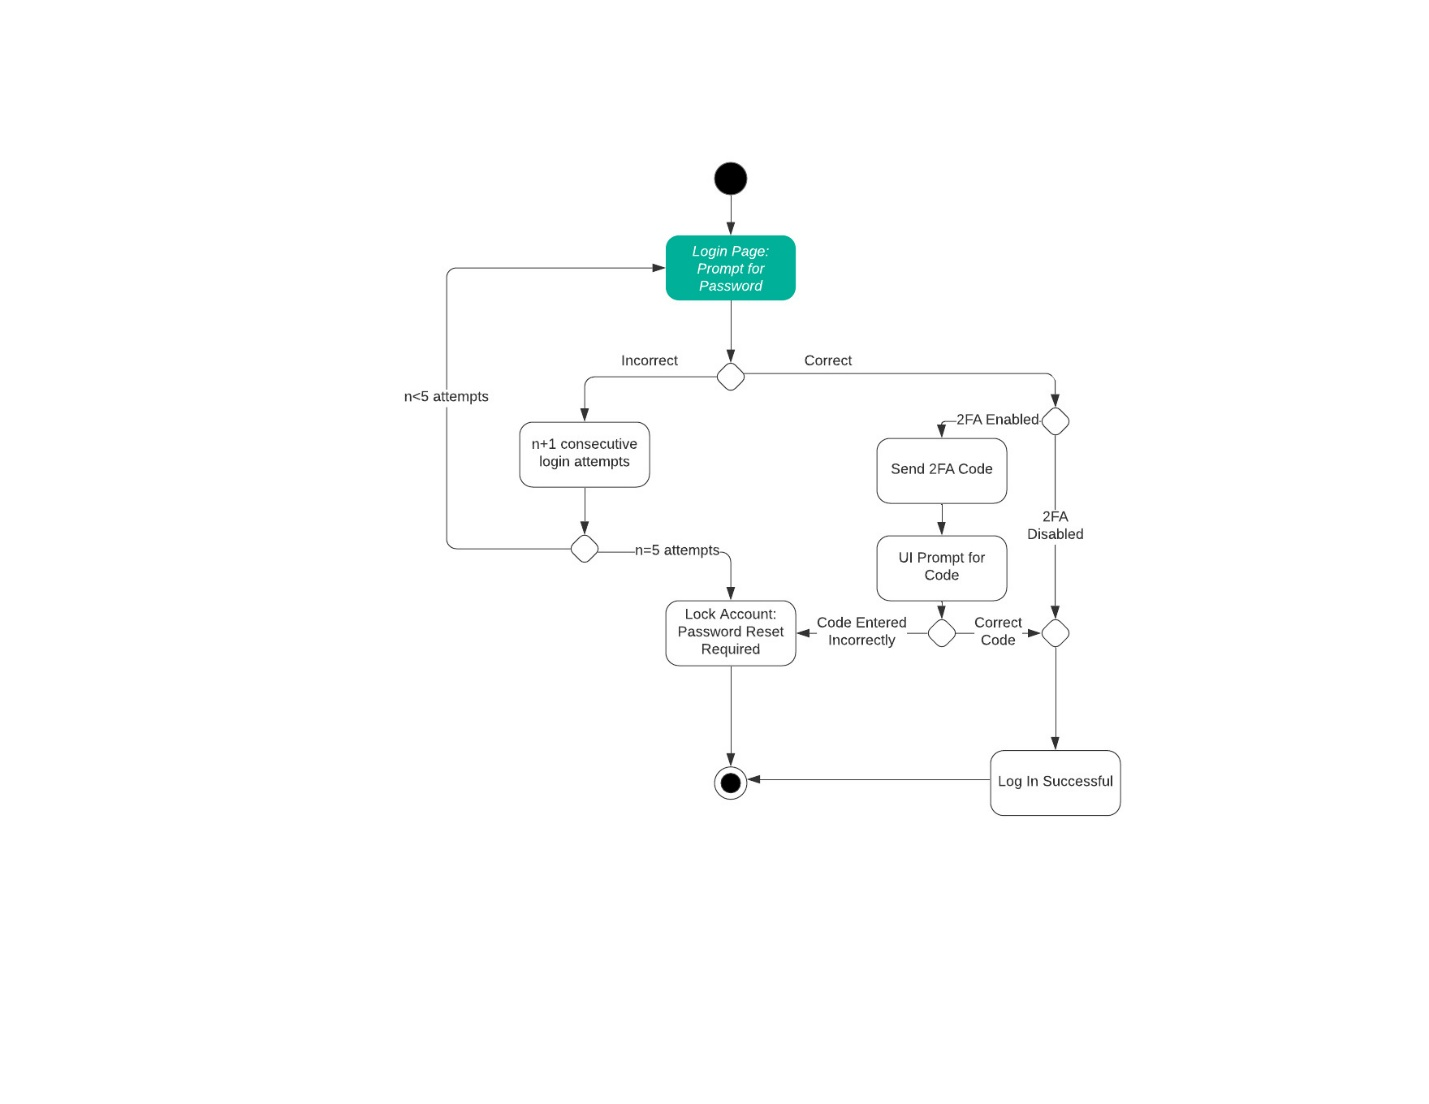 Login Page:
Prompt for
Password
Incorrect
Correct
n<5 attempts
2FA Enabled
n+1 consecutive
login attempts
Send 2FA Code
2FA
Disabled
n=5 attempts
UI Prompt for
Code
Lock Account:
Password Reset
Required
Code Entered
Incorrectly
Correct
Code
Log In Successful